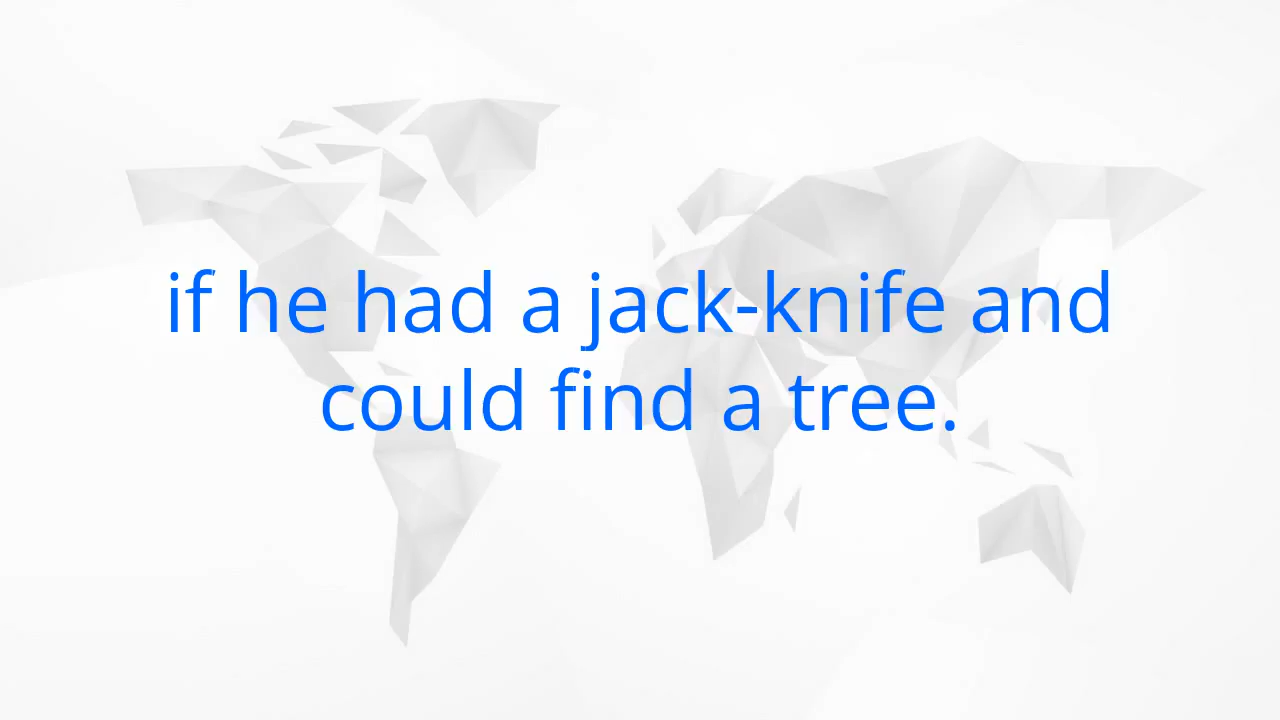 if he had a jack-knife and
could find a tree.